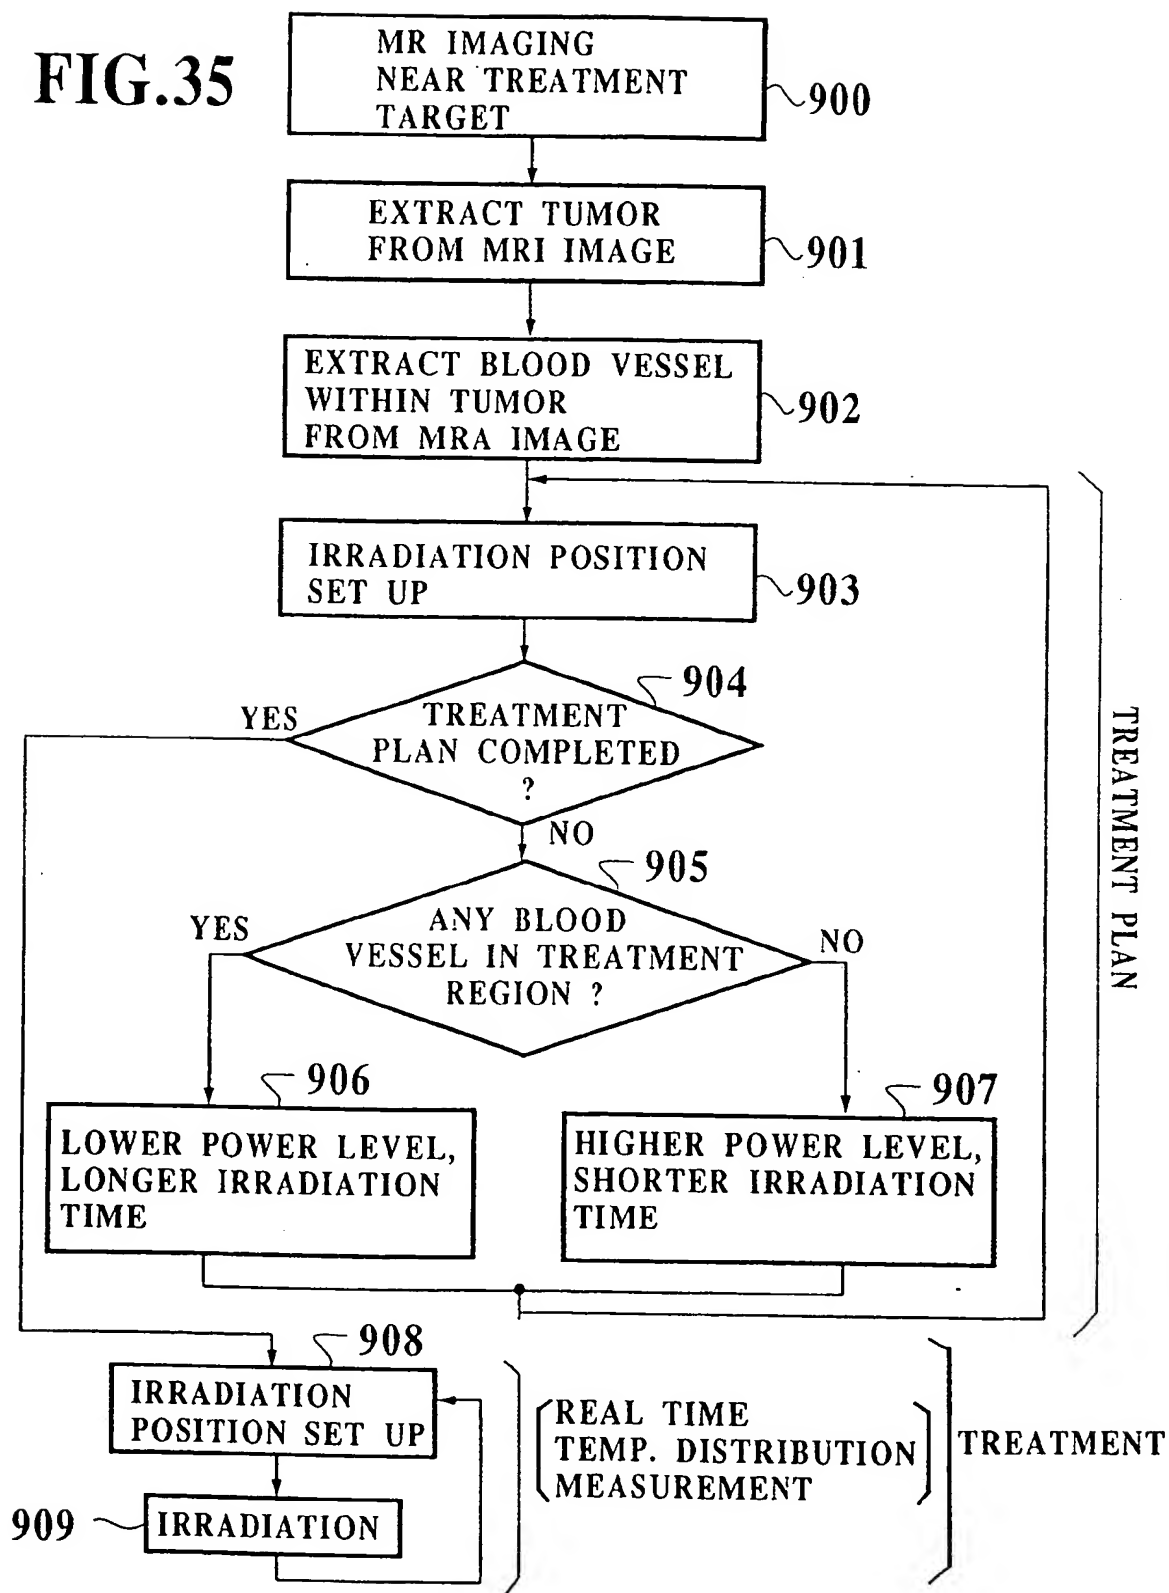 FIG.35
MR IMAGING
NEAR TREATMENT
TARGET
900
EXTRACT TUMOR
FROM MRI IMAGE
901
EXTRACT BLOOD VESSEL
WITHIN TUMOR
FROM MRA IMAGE
902
IRRADIATION POSITION
SET UP
903
904
YES
TREATMENT
PLAN COMPLETED
?
NO
905
YES
ANY BLOOD
VESSEL IN TREATMENT
REGION ?
NO
TREATMENT PLAN
906
LOWER POWER LEVEL,
LONGER IRRADIATION
TIME
907
HIGHER POWER LEVEL,
SHORTER IRRADIATION
TIME
908
IRRADIATION
POSITION SET UP
909
IRRADIATION
REAL TIME
TEMP. DISTRIBUTION
MEASUREMENT
TREATMENT